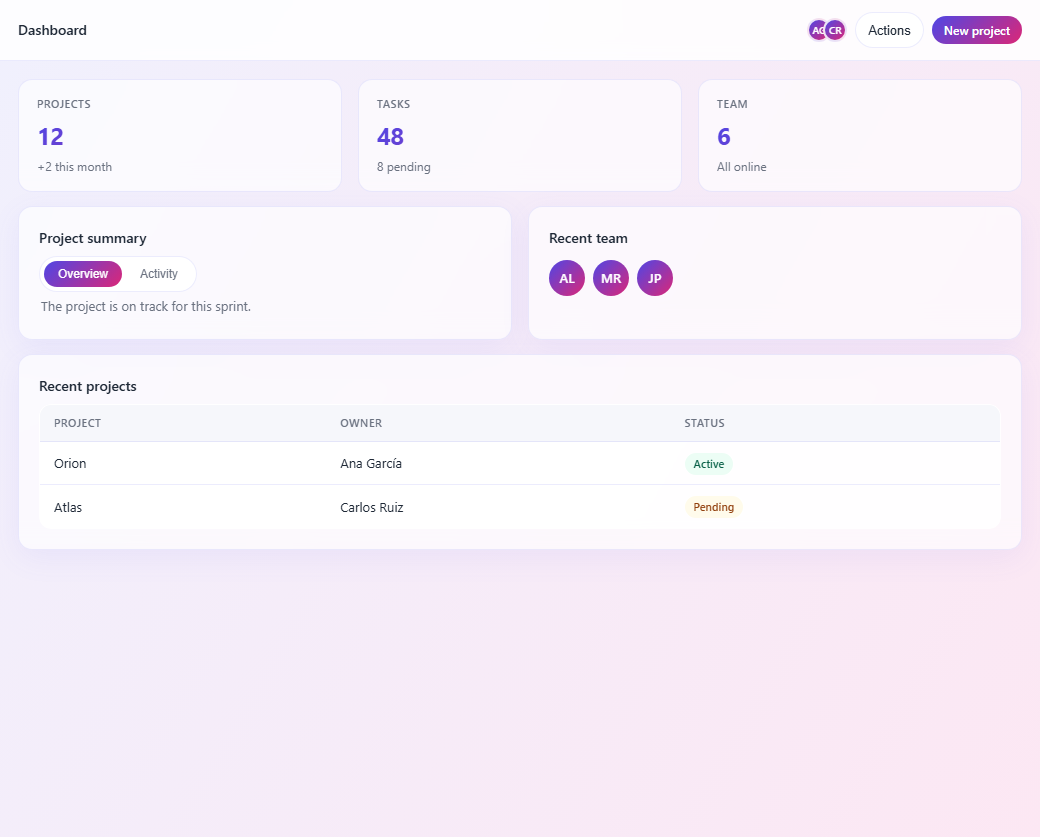 Dashboard
AG CR Actions New project
PROJECTS TASKS TEAM
12 48 6
+2 this month 8 pending All online
Project summary
Overview Activity
The project is on track for this sprint.
Recent team
AL MR JP
Recent projects
PROJECT OWNER STATUS
Orion Ana García Active
Atlas Carlos Ruiz Pending